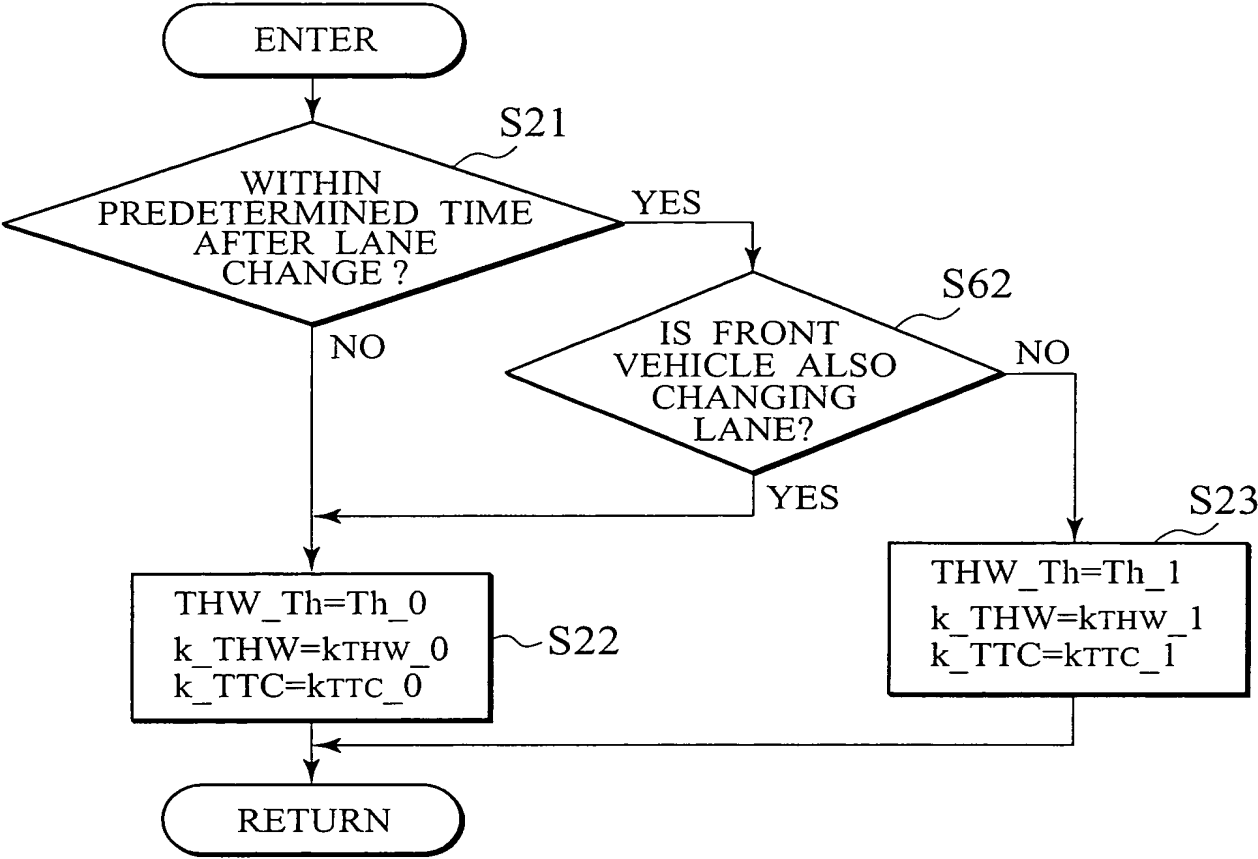 ENTER
S21
WITHIN
PREDETERMINED TIME
AFTER LANE
CHANGE?
YES
NO
S62
IS FRONT
VEHICLE ALSO
CHANGING
LANE?
NO
YES
S23
THW_Th=Th_1
k_THW=kTHW_1
k_TTC=kTTC_1
THW_Th=Th_0
k_THW=kTHW_0
k_TTC=kTTC_0
S22
RETURN